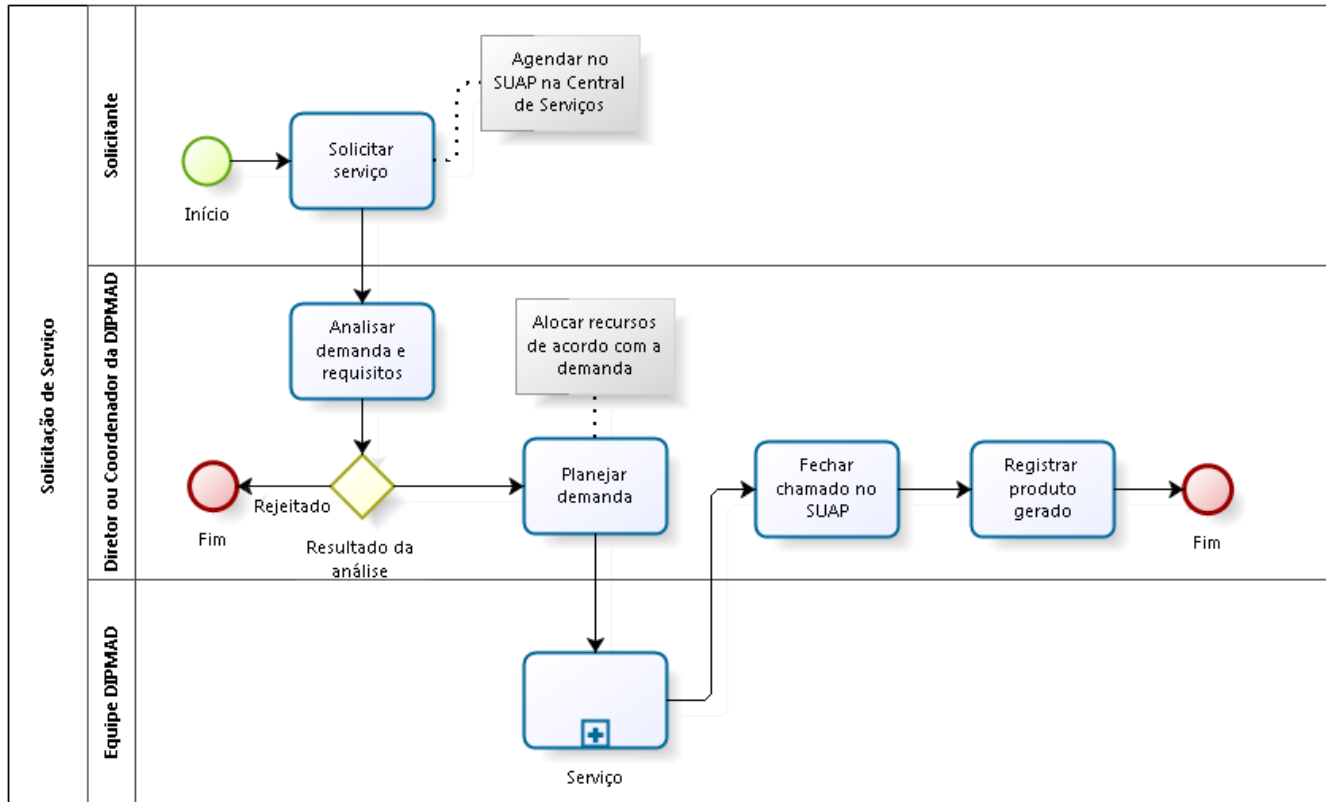 Solicitação de Serviço
Solicitante
Início
Solicitar
serviço
Agendar no
SUAP na Central
de Serviços
Diretor ou Coordenador da DIPMAD
Analisar
demanda e
requisitos
Alocar recursos
de acordo com a
demanda
Fim
Rejeitado
Resultado da
análise
Planejar
demanda
Fechar
chamado no
SUAP
Registrar
produto
gerado
Fim
Equipe DIPMAD
Serviço